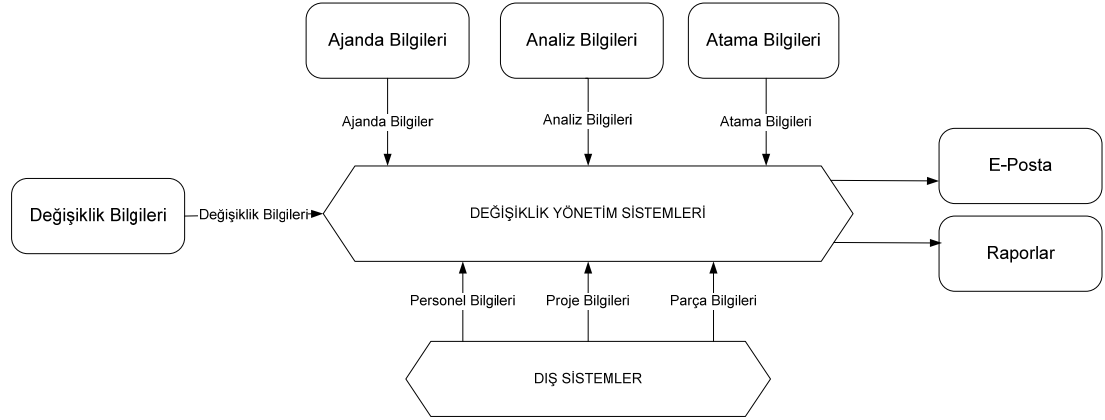 Ajanda Bilgileri
Analiz Bilgileri
Atama Bilgileri
Ajanda Bilgiler
Analiz Bilgileri
Atama Bilgileri
E-Posta
Değişiklik Bilgileri
Değişiklik Bilgileri
DEĞİŞİKLİK YÖNETİM SİSTEMLERİ
Raporlar
Personel Bilgileri
Proje Bilgileri
Parça Bilgileri
DIŞ SİSTEMLER